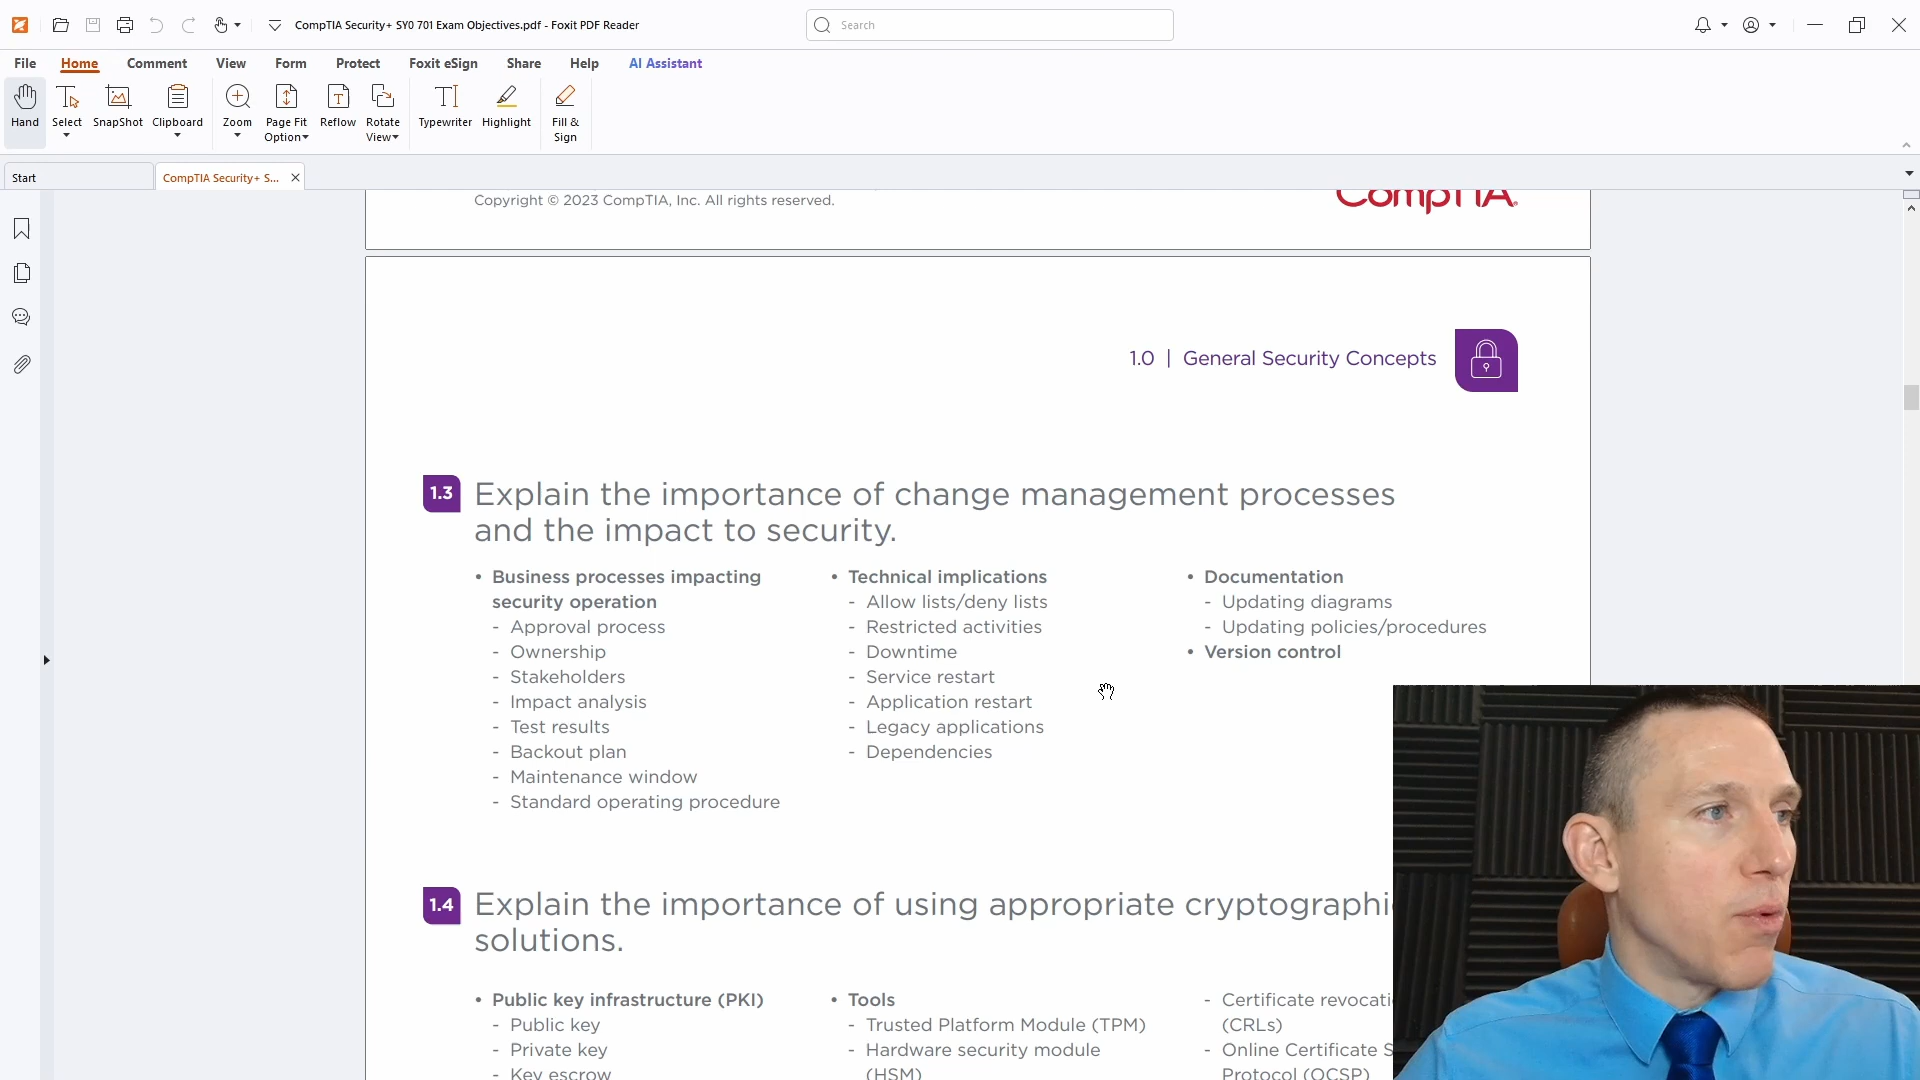 CompTIA Security+ SY0 701 Exam Objectives.pdf - Foxit PDF Reader
Search
File Home Comment View Form Protect Foxit eSign Share Help AI Assistant
Hand Select SnapShot Clipboard Zoom Page Fit Option Reflow Rotate View Typewriter Highlight Fill & Sign
Start
CompTIA Security+ S...
Copyright © 2023 CompTIA, Inc. All rights reserved.
CompTIA.
1.0 | General Security Concepts
1.3 Explain the importance of change management processes
and the impact to security.
• Business processes impacting
security operation
- Approval process
- Ownership
- Stakeholders
- Impact analysis
- Test results
- Backout plan
- Maintenance window
- Standard operating procedure
• Technical implications
- Allow lists/deny lists
- Restricted activities
- Downtime
- Service restart
- Application restart
- Legacy applications
- Dependencies
• Documentation
- Updating diagrams
- Updating policies/procedures
• Version control
1.4 Explain the importance of using appropriate cryptographi
solutions.
• Public key infrastructure (PKI)
- Public key
- Private key
- Key escrow
• Tools
- Trusted Platform Module (TPM)
- Hardware security module
(HSM)
- Certificate revocati
(CRLs)
- Online Certificate S
Protocol (OCSP)